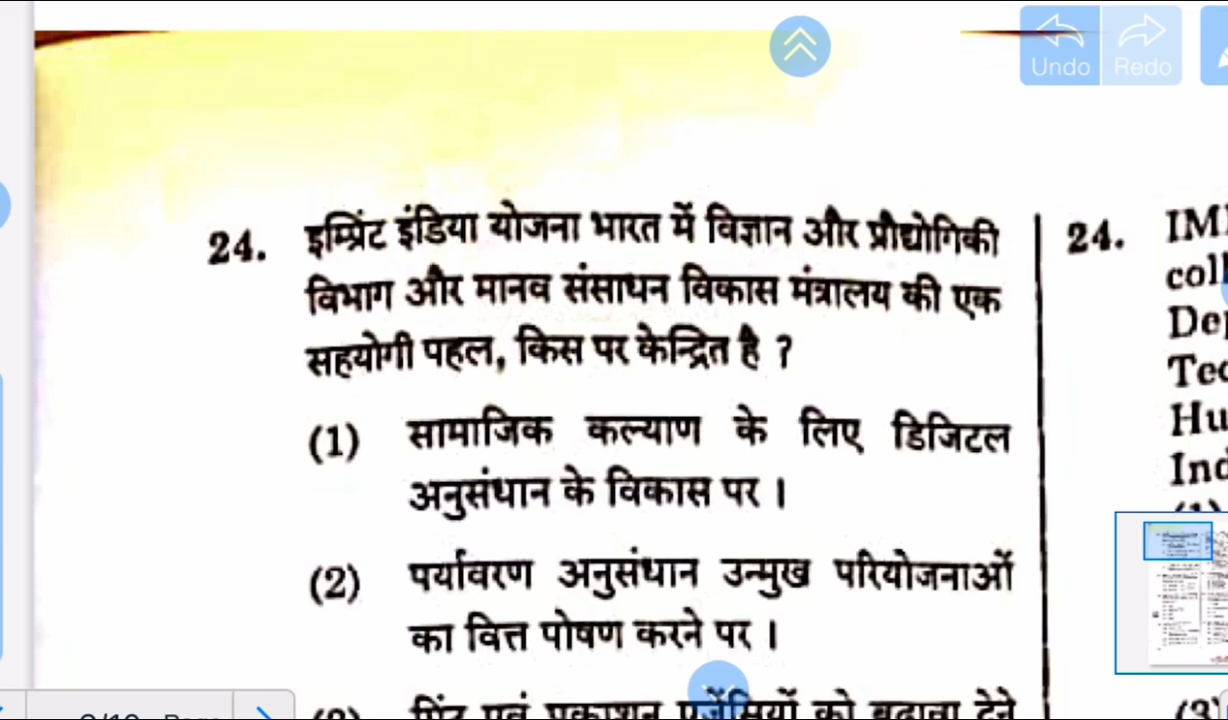 Undo Redo
24. इम्प्रिंट इंडिया योजना भारत में विज्ञान और प्रौद्योगिकी
विभाग और मानव संसाधन विकास मंत्रालय की एक
सहयोगी पहल, किस पर केन्द्रित है ?
(1) सामाजिक कल्याण के लिए डिजिटल
अनुसंधान के विकास पर ।
(2) पर्यावरण अनुसंधान उन्मुख परियोजनाओं
का वित्त पोषण करने पर ।
24.